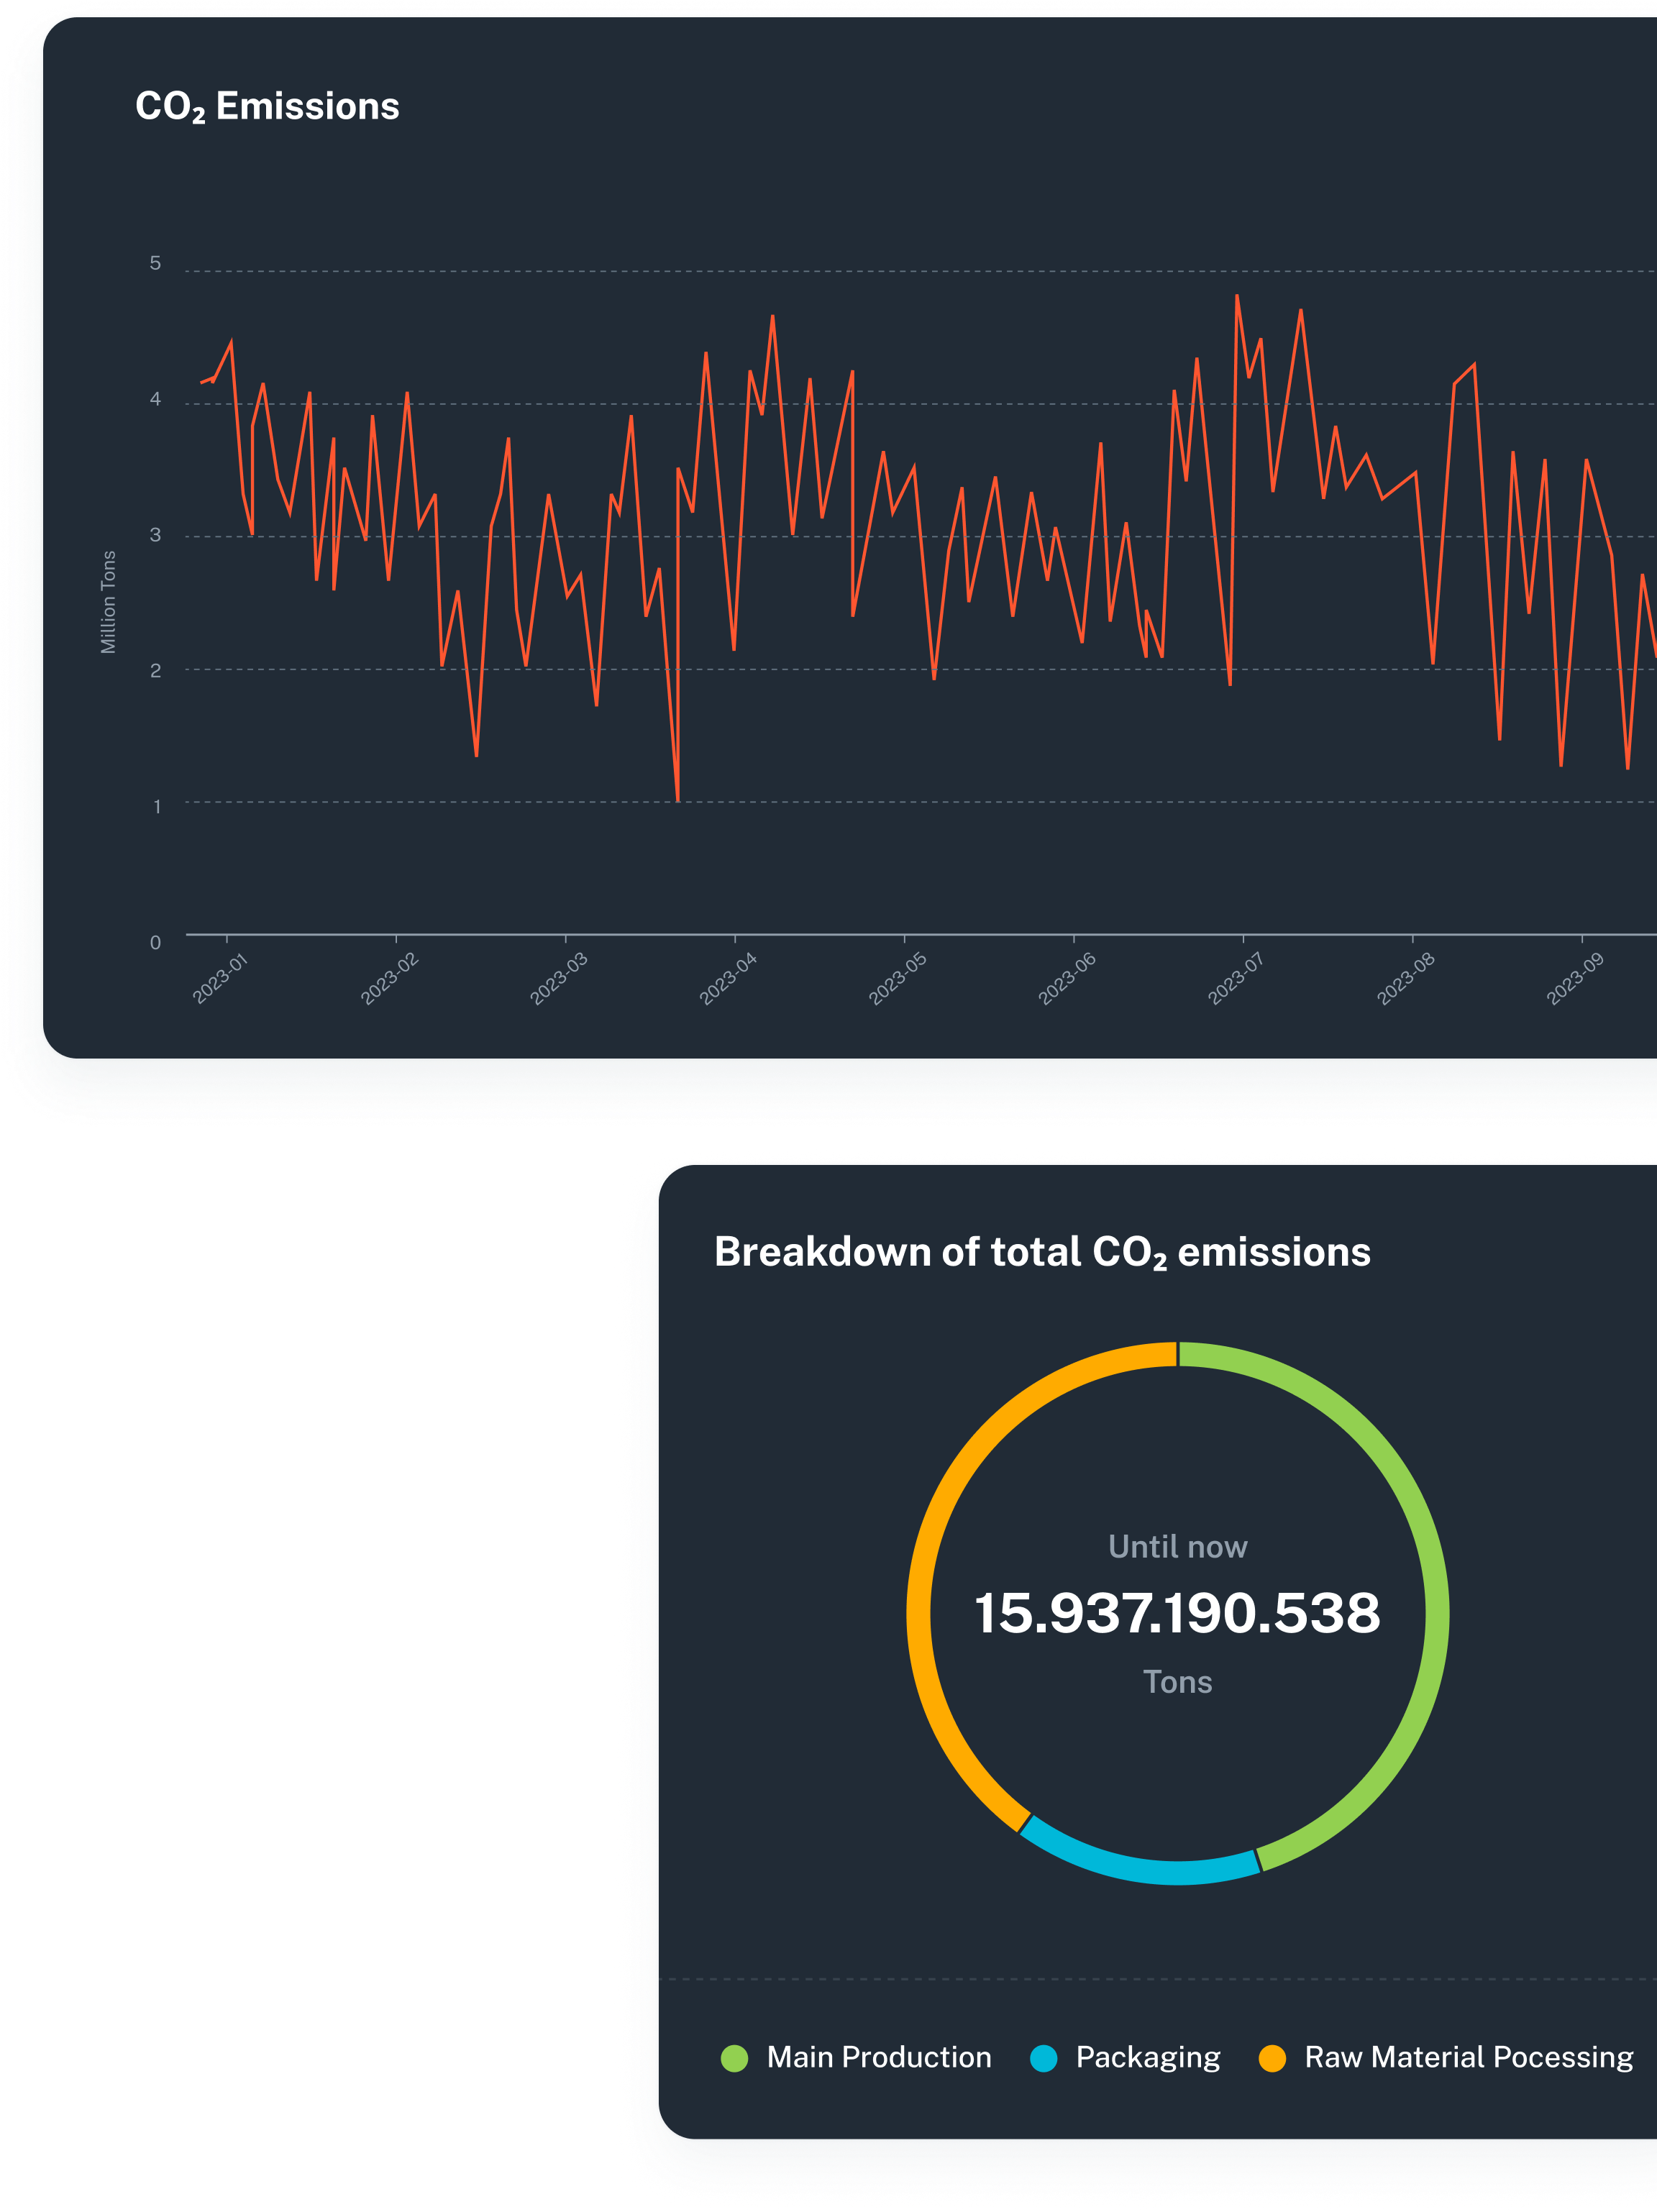 CO₂ Emissions
5
4
3
2
1
0
Million Tons
2023-01
2023-02
2023-03
2023-04
2023-05
2023-06
2023-07
2023-08
2023-09
Breakdown of total CO₂ emissions
Until now
15.937.190.538
Tons
Main Production
Packaging
Raw Material Pocessing